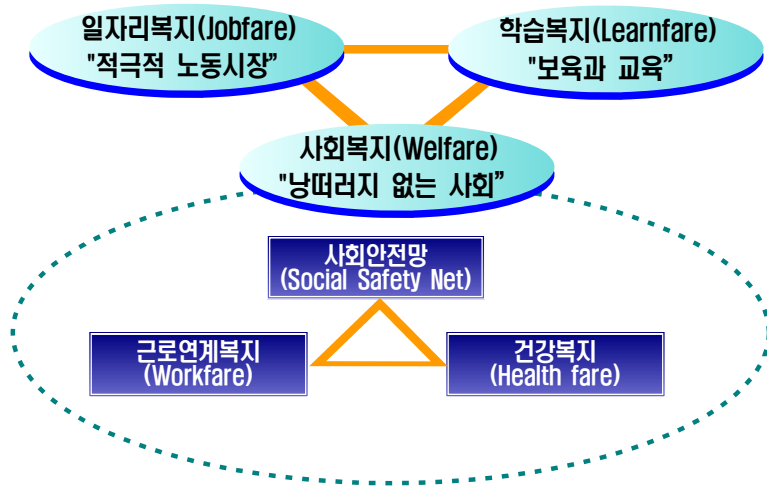 일자리복지(Jobfare)
"적극적 노동시장”
학습복지(Learnfare)
"보육과 교육”
사회복지(Welfare)
"낭떠러지 없는 사회”
사회안전망
(Social Safety Net)
근로연계복지
(Workfare)
건강복지
(Health fare)